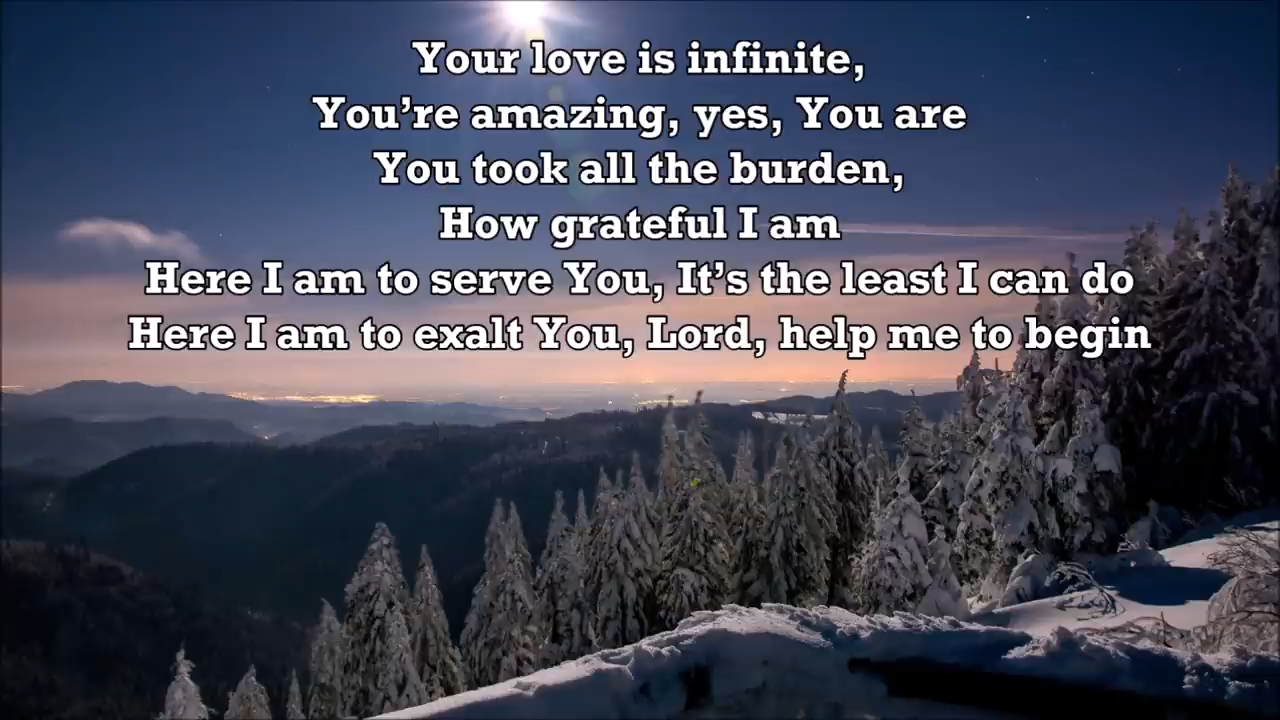 Your love is infinite,
You’re amazing, yes, You are
You took all the burden,
How grateful I am
Here I am to serve You, It’s the least I can do
Here I am to exalt You, Lord, help me to begin